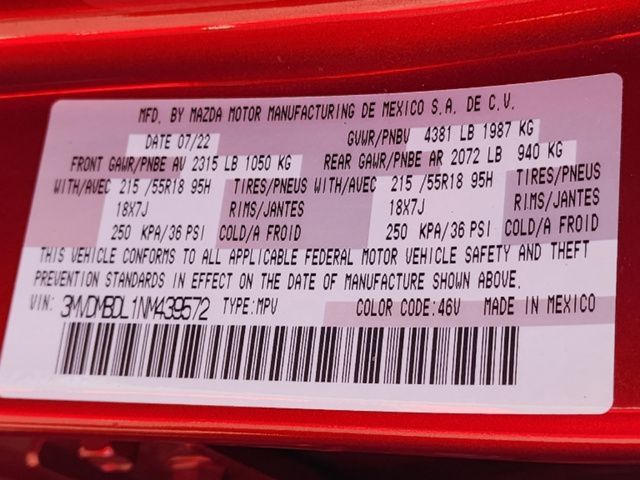 MFD. BY MAZDA MOTOR MANUFACTURING DE MEXICO S.A. DE C.V.
DATE 07/22 GVWR/PNBV 4381 LB 1987 KG
FRONT GAWR/PNBE AV 2315 LB 1050 KG REAR GAWR/PNBE AR 2072 LB 940 KG
WITH/AVEC 215 /55R18 95H TIRES/PNEUS WITH/AVEC 215 /55R18 95H TIRES/PNEUS
18X7J RIMS/JANTES 18X7J RIMS/JANTES
250 KPA/36 PSI COLD/A FROID 250 KPA/36 PSI COLD/A FROID
THIS VEHICLE CONFORMS TO ALL APPLICABLE FEDERAL MOTOR VEHICLE SAFETY AND THEFT
PREVENTION STANDARDS IN EFFECT ON THE DATE OF MANUFACTURE SHOWN ABOVE.
VIN: 3MVDMBDL1NM439572 TYPE:MPV COLOR CODE:46V MADE IN MEXICO